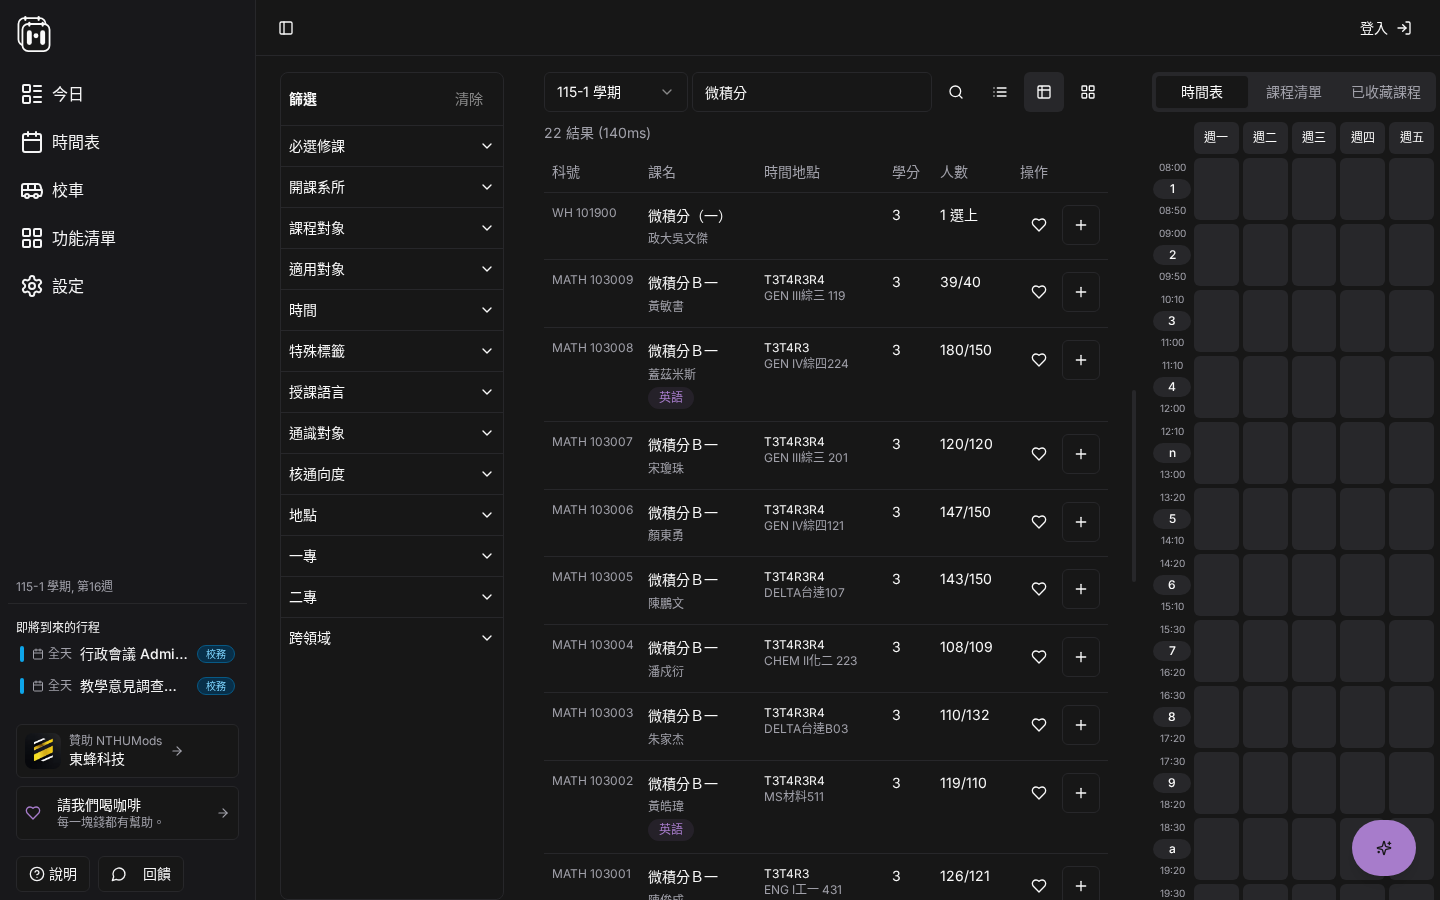 今日
時間表
校車
功能清單
設定
115-1 學期, 第16週
即將到來的行程
全天 行政會議 Admi... 校務
全天 教學意見調查... 校務
贊助 NTHUMods
東蜂科技
請我們喝咖啡
每一塊錢都有幫助。
說明 回饋
登入
篩選 清除
必選修課
開課系所
課程對象
適用對象
時間
特殊標籤
授課語言
通識對象
核通向度
地點
一專
二專
跨領域
115-1 學期 微積分
22 結果 (140ms)
科號 課名 時間地點 學分 人數 操作
WH 101900 微積分（一） 3 1 選上
政大吳文傑
MATH 103009 微積分Ｂ一 T3T4R3R4 3 39/40
GEN III綜三 119
黃敏書
MATH 103008 微積分Ｂ一 T3T4R3 3 180/150
GEN IV綜四224
蓋茲米斯
英語
MATH 103007 微積分Ｂ一 T3T4R3R4 3 120/120
GEN III綜三 201
宋瓊珠
MATH 103006 微積分Ｂ一 T3T4R3R4 3 147/150
GEN IV綜四121
顏東勇
MATH 103005 微積分Ｂ一 T3T4R3R4 3 143/150
DELTA台達107
陳鵬文
MATH 103004 微積分Ｂ一 T3T4R3R4 3 108/109
CHEM II化二 223
潘戍衍
MATH 103003 微積分Ｂ一 T3T4R3R4 3 110/132
DELTA台達B03
朱家杰
MATH 103002 微積分Ｂ一 T3T4R3R4 3 119/110
MS材料511
黃皓瑋
英語
MATH 103001 微積分Ｂ一 T3T4R3 3 126/121
ENG I工一 431
時間表 課程清單 已收藏課程
週一 週二 週三 週四 週五
08:00
1
08:50
09:00
2
09:50
10:10
3
11:00
11:10
4
12:00
12:10
n
13:00
13:20
5
14:10
14:20
6
15:10
15:30
7
16:20
16:30
8
17:20
17:30
9
18:20
18:30
a
19:20
19:30